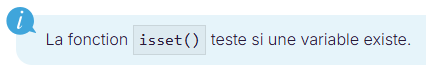 i
La fonction isset() teste si une variable existe.